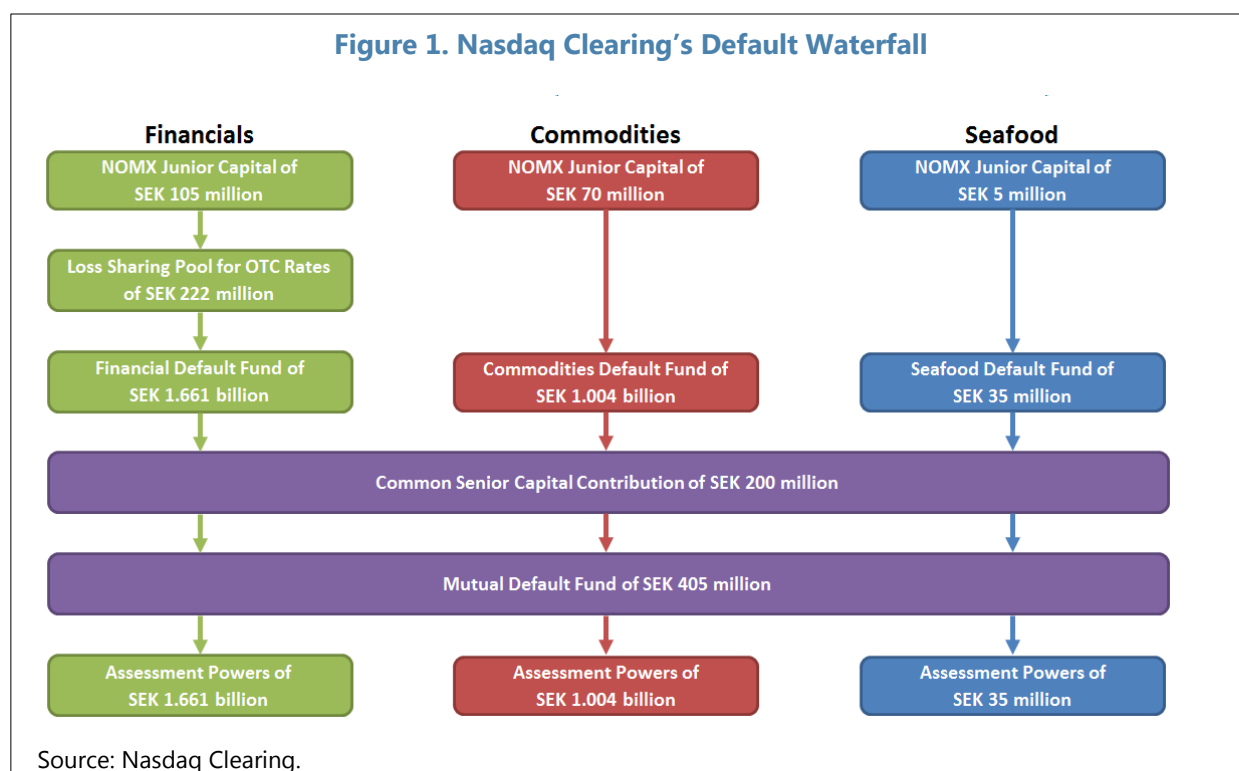 Figure 1. Nasdaq Clearing's Default Waterfall
Financials
Commodities
Seafood
NOMX Junior Capital of
SEK 105 million
NOMX Junior Capital of
SEK 70 million
NOMX Junior Capital of
SEK 5 million
Loss Sharing Pool for OTC Rates
of SEK 222 million
Financial Default Fund of
SEK 1.661 billion
Commodities Default Fund of
SEK 1.004 billion
Seafood Default Fund of
SEK 35 million
Common Senior Capital Contribution of SEK 200 million
Mutual Default Fund of SEK 405 million
Assessment Powers of
SEK 1.661 billion
Assessment Powers of
SEK 1.004 billion
Assessment Powers of
SEK 35 million
Source: Nasdaq Clearing.